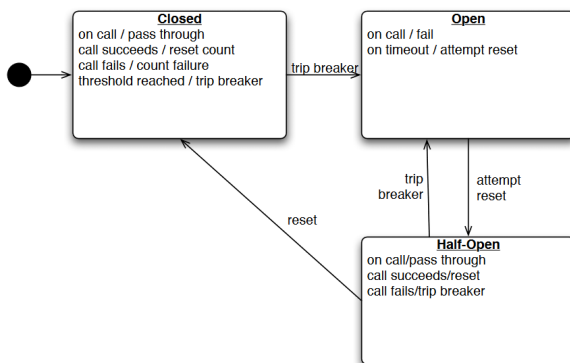 Closed
on call / pass through
call succeeds / reset count
call fails / count failure
threshold reached / trip breaker
trip breaker
Open
on call / fail
on timeout / attempt reset
trip
breaker
attempt
reset
reset
Half-Open
on call/pass through
call succeeds/reset
call fails/trip breaker